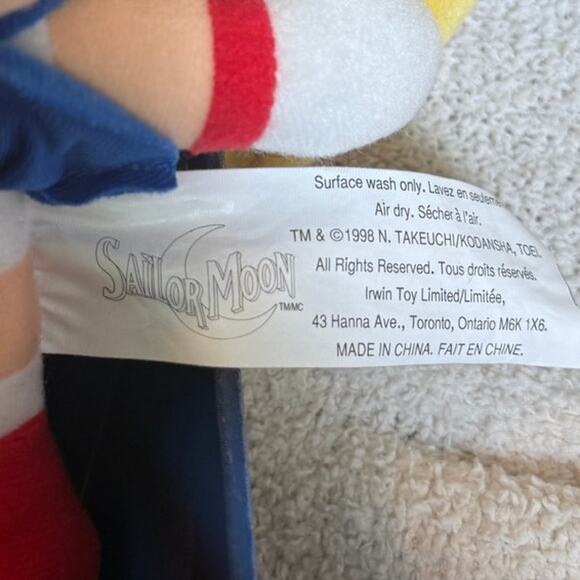 SAILOR MOON
TM/MC
Surface wash only. Lavez en
Air dry. Sécher à l'air.
TM & ©1998 N. TAKEUCHI/KODANSHA, TOEI.
All Rights Reserved. Tous droits réservés.
Irwin Toy Limited/Limitée,
43 Hanna Ave., Toronto, Ontario M6K 1X6.
MADE IN CHINA. FAIT EN CHINE.